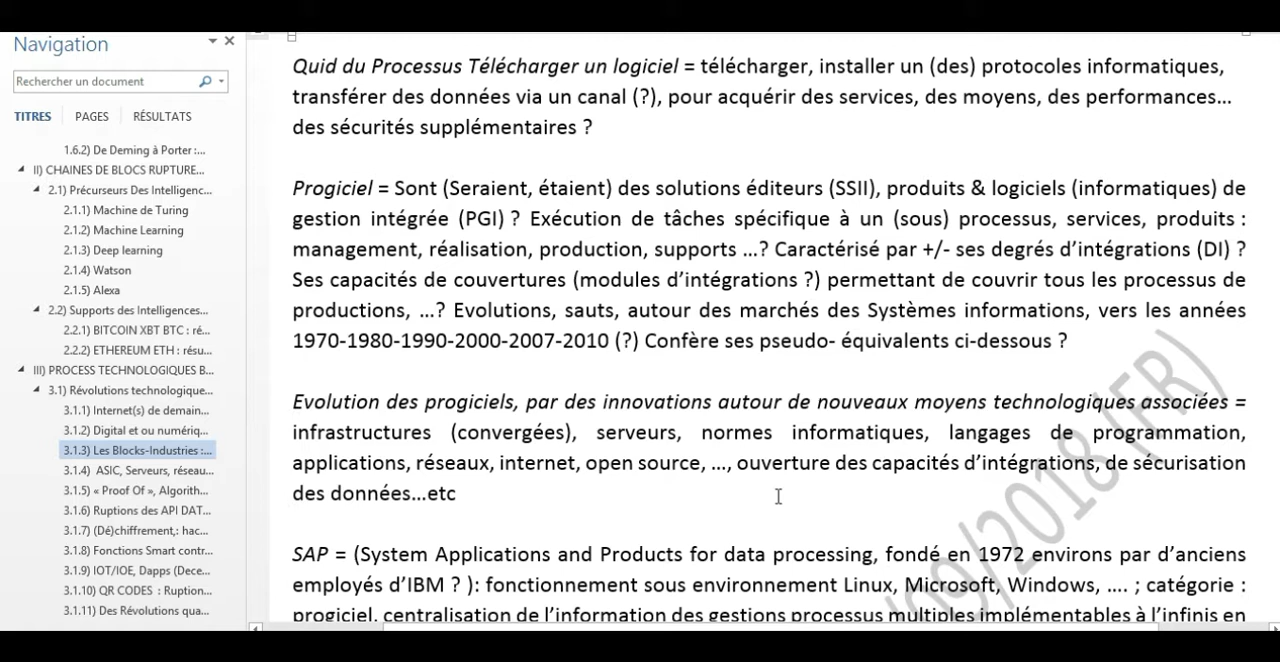 Navigation
Rechercher un document
TITRES PAGES RÉSULTATS
1.6.2) De Deming à Porter :...
II) CHAINES DE BLOCS RUPTURE...
2.1) Précurseurs Des Intelligenc...
2.1.1) Machine de Turing
2.1.2) Machine Learning
2.1.3) Deep learning
2.1.4) Watson
2.1.5) Alexa
2.2) Supports des Intelligences...
2.2.1) BITCOIN XBT BTC : ré...
2.2.2) ETHEREUM ETH : résu...
III) PROCESS TECHNOLOGIQUES B...
3.1) Révolutions technologique...
3.1.1) Internet(s) de demain...
3.1.2) Digital et ou numériq...
3.1.3) Les Blocks-Industries :...
3.1.4) ASIC, Serveurs, réseau...
3.1.5) « Proof Of », Algorith...
3.1.6) Ruptions des API DAT...
3.1.7) (Dé)chiffrement,: hac...
3.1.8) Fonctions Smart contr...
3.1.9) IOT/IOE, Dapps (Dece...
3.1.10) QR CODES : Ruption...
3.1.11) Des Révolutions qua...
Quid du Processus Télécharger un logiciel = télécharger, installer un (des) protocoles informatiques,
transférer des données via un canal (?), pour acquérir des services, des moyens, des performances...
des sécurités supplémentaires ?
Progiciel = Sont (Seraient, étaient) des solutions éditeurs (SSII), produits & logiciels (informatiques) de
gestion intégrée (PGI) ? Exécution de tâches spécifique à un (sous) processus, services, produits :
management, réalisation, production, supports ...? Caractérisé par +/- ses degrés d'intégrations (DI) ?
Ses capacités de couvertures (modules d'intégrations ?) permettant de couvrir tous les processus de
productions, ...? Evolutions, sauts, autour des marchés des Systèmes informations, vers les années
1970-1980-1990-2000-2007-2010 (?) Confère ses pseudo- équivalents ci-dessous ?
Evolution des progiciels, par des innovations autour de nouveaux moyens technologiques associées =
infrastructures (convergées), serveurs, normes informatiques, langages de programmation,
applications, réseaux, internet, open source, ..., ouverture des capacités d'intégrations, de sécurisation
des données...etc
SAP = (System Applications and Products for data processing, fondé en 1972 environs par d'anciens
employés d'IBM ? ): fonctionnement sous environnement Linux, Microsoft, Windows, .... ; catégorie :
progiciel, centralisation de l'information des gestions processus multiples implémentables à l'infinis en
/09/2018 (FR)